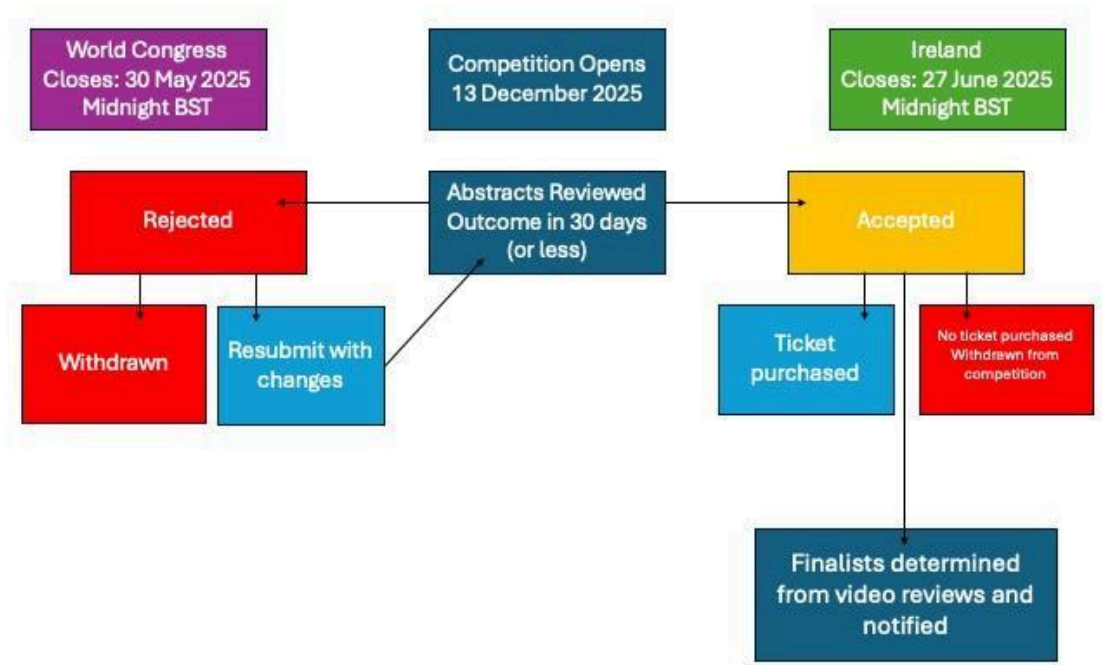 World Congress
Closes: 30 May 2025
Midnight BST
Competition Opens
13 December 2025
Ireland
Closes: 27 June 2025
Midnight BST
Rejected
Abstracts Reviewed
Outcome in 30 days
(or less)
Accepted
Withdrawn
Resubmit with
changes
Ticket
purchased
No ticket purchased
Withdrawn from
competition
Finalists determined
from video reviews and
notified